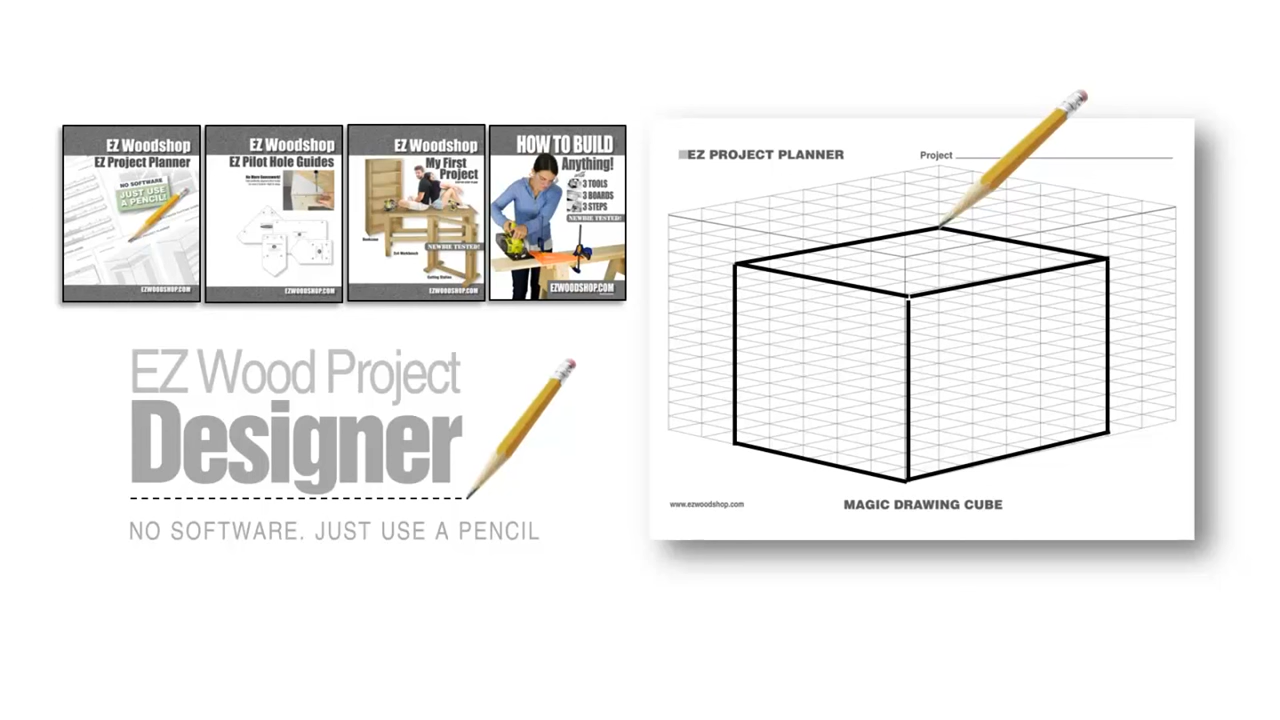 EZ Woodshop
EZ Project Planner
NO SOFTWARE
JUST USE
A PENCIL!
EZWOODSHOP.COM
EZ Woodshop
EZ Pilot Hole Guides
EZWOODSHOP.COM
EZ Woodshop
My First
Project
NEWBIE TESTED!
EZWOODSHOP.COM
HOW TO BUILD
Anything!
3 TOOLS
3 BOARDS
3 STEPS
NEWBIE TESTED!
EZWOODSHOP.COM
EZ Wood Project
Designer
NO SOFTWARE. JUST USE A PENCIL
EZ PROJECT PLANNER
Project
www.ezwoodshop.com
MAGIC DRAWING CUBE